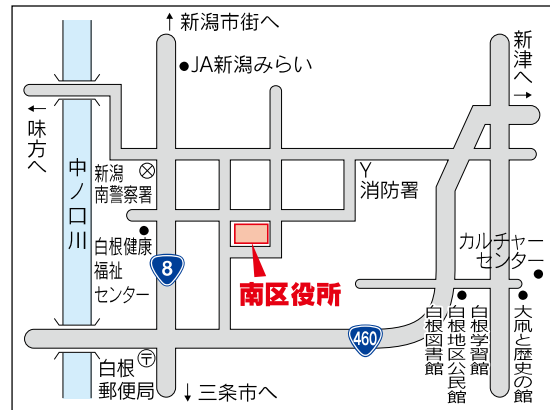 ↑新潟市街へ
●JA新潟みらい
新津へ
→
←
味方へ
中ノ口川
新潟
南警察署
Y
消防署
白根健康
福祉
センター
8
南区役所
カルチャー
センター
460
白根図書館
白根地区公民館
白根学習館
大凧と歴史の館
白根
郵便局
〒
↓三条市へ